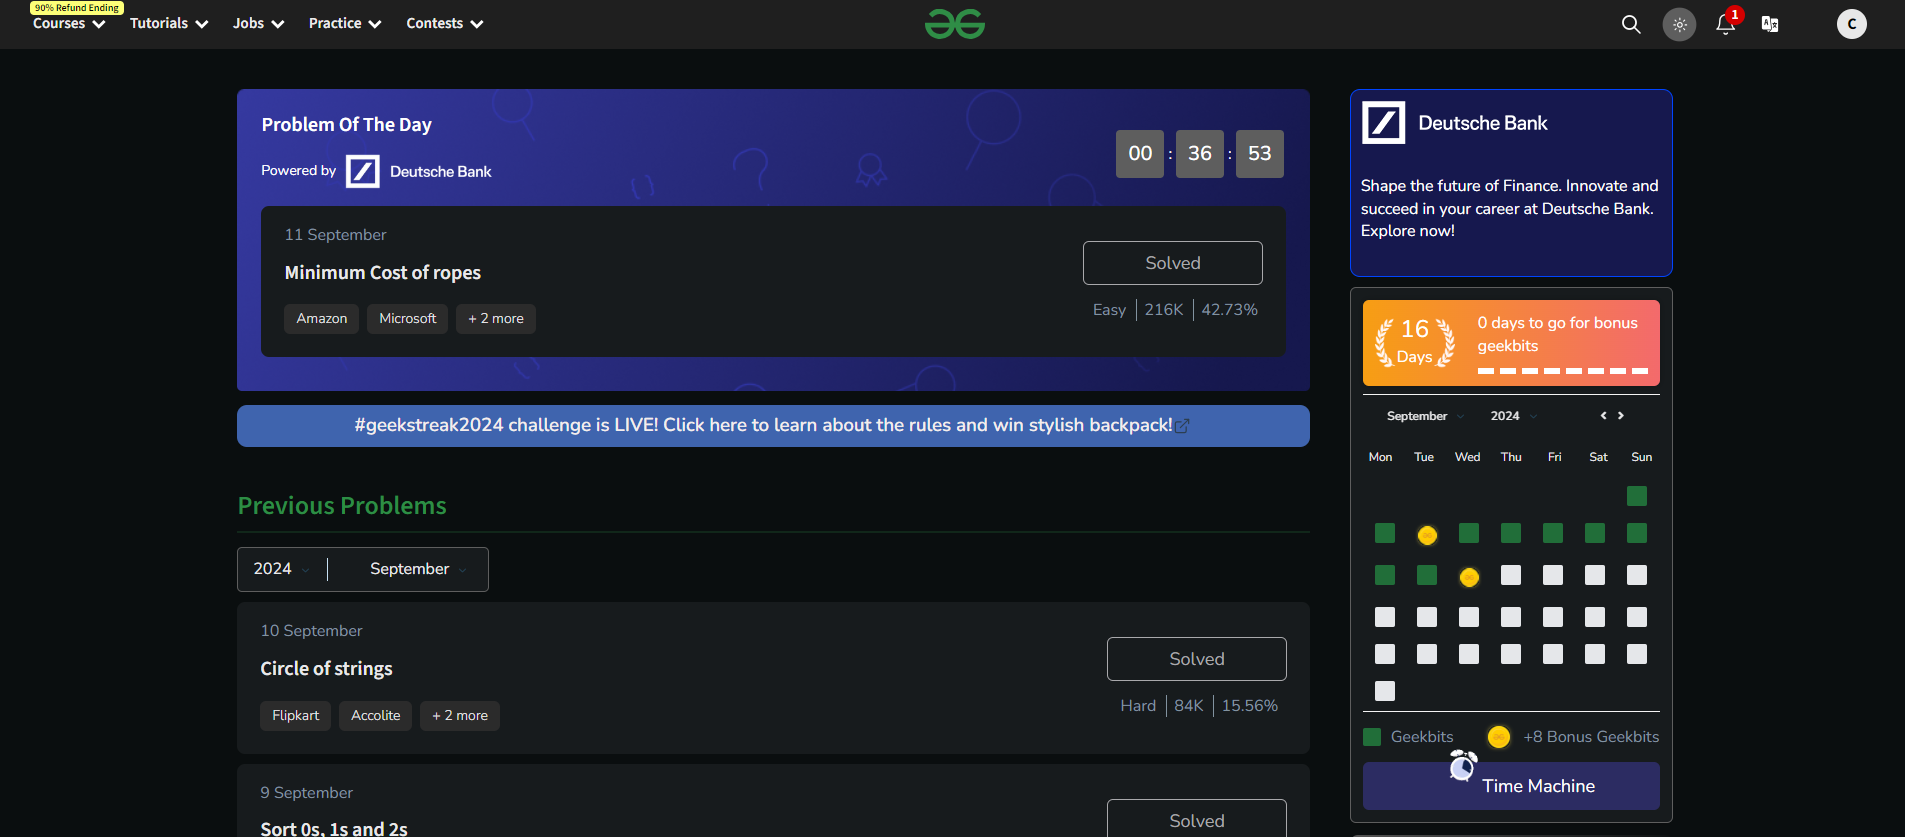 90% Refund Ending
Courses Tutorials Jobs Practice Contests
1
C
Problem Of The Day
Powered by Deutsche Bank
00 : 36 : 53
11 September
Minimum Cost of ropes
Amazon Microsoft + 2 more
Solved
Easy 216K 42.73%
#geekstreak2024 challenge is LIVE! Click here to learn about the rules and win stylish backpack!
Previous Problems
2024 September
10 September
Circle of strings
Flipkart Accolite + 2 more
Solved
Hard 84K 15.56%
9 September
Sort 0s, 1s and 2s
Solved
Deutsche Bank
Shape the future of Finance. Innovate and
succeed in your career at Deutsche Bank.
Explore now!
16
Days
0 days to go for bonus
geekbits
September 2024
Mon Tue Wed Thu Fri Sat Sun
Geekbits +8 Bonus Geekbits
Time Machine